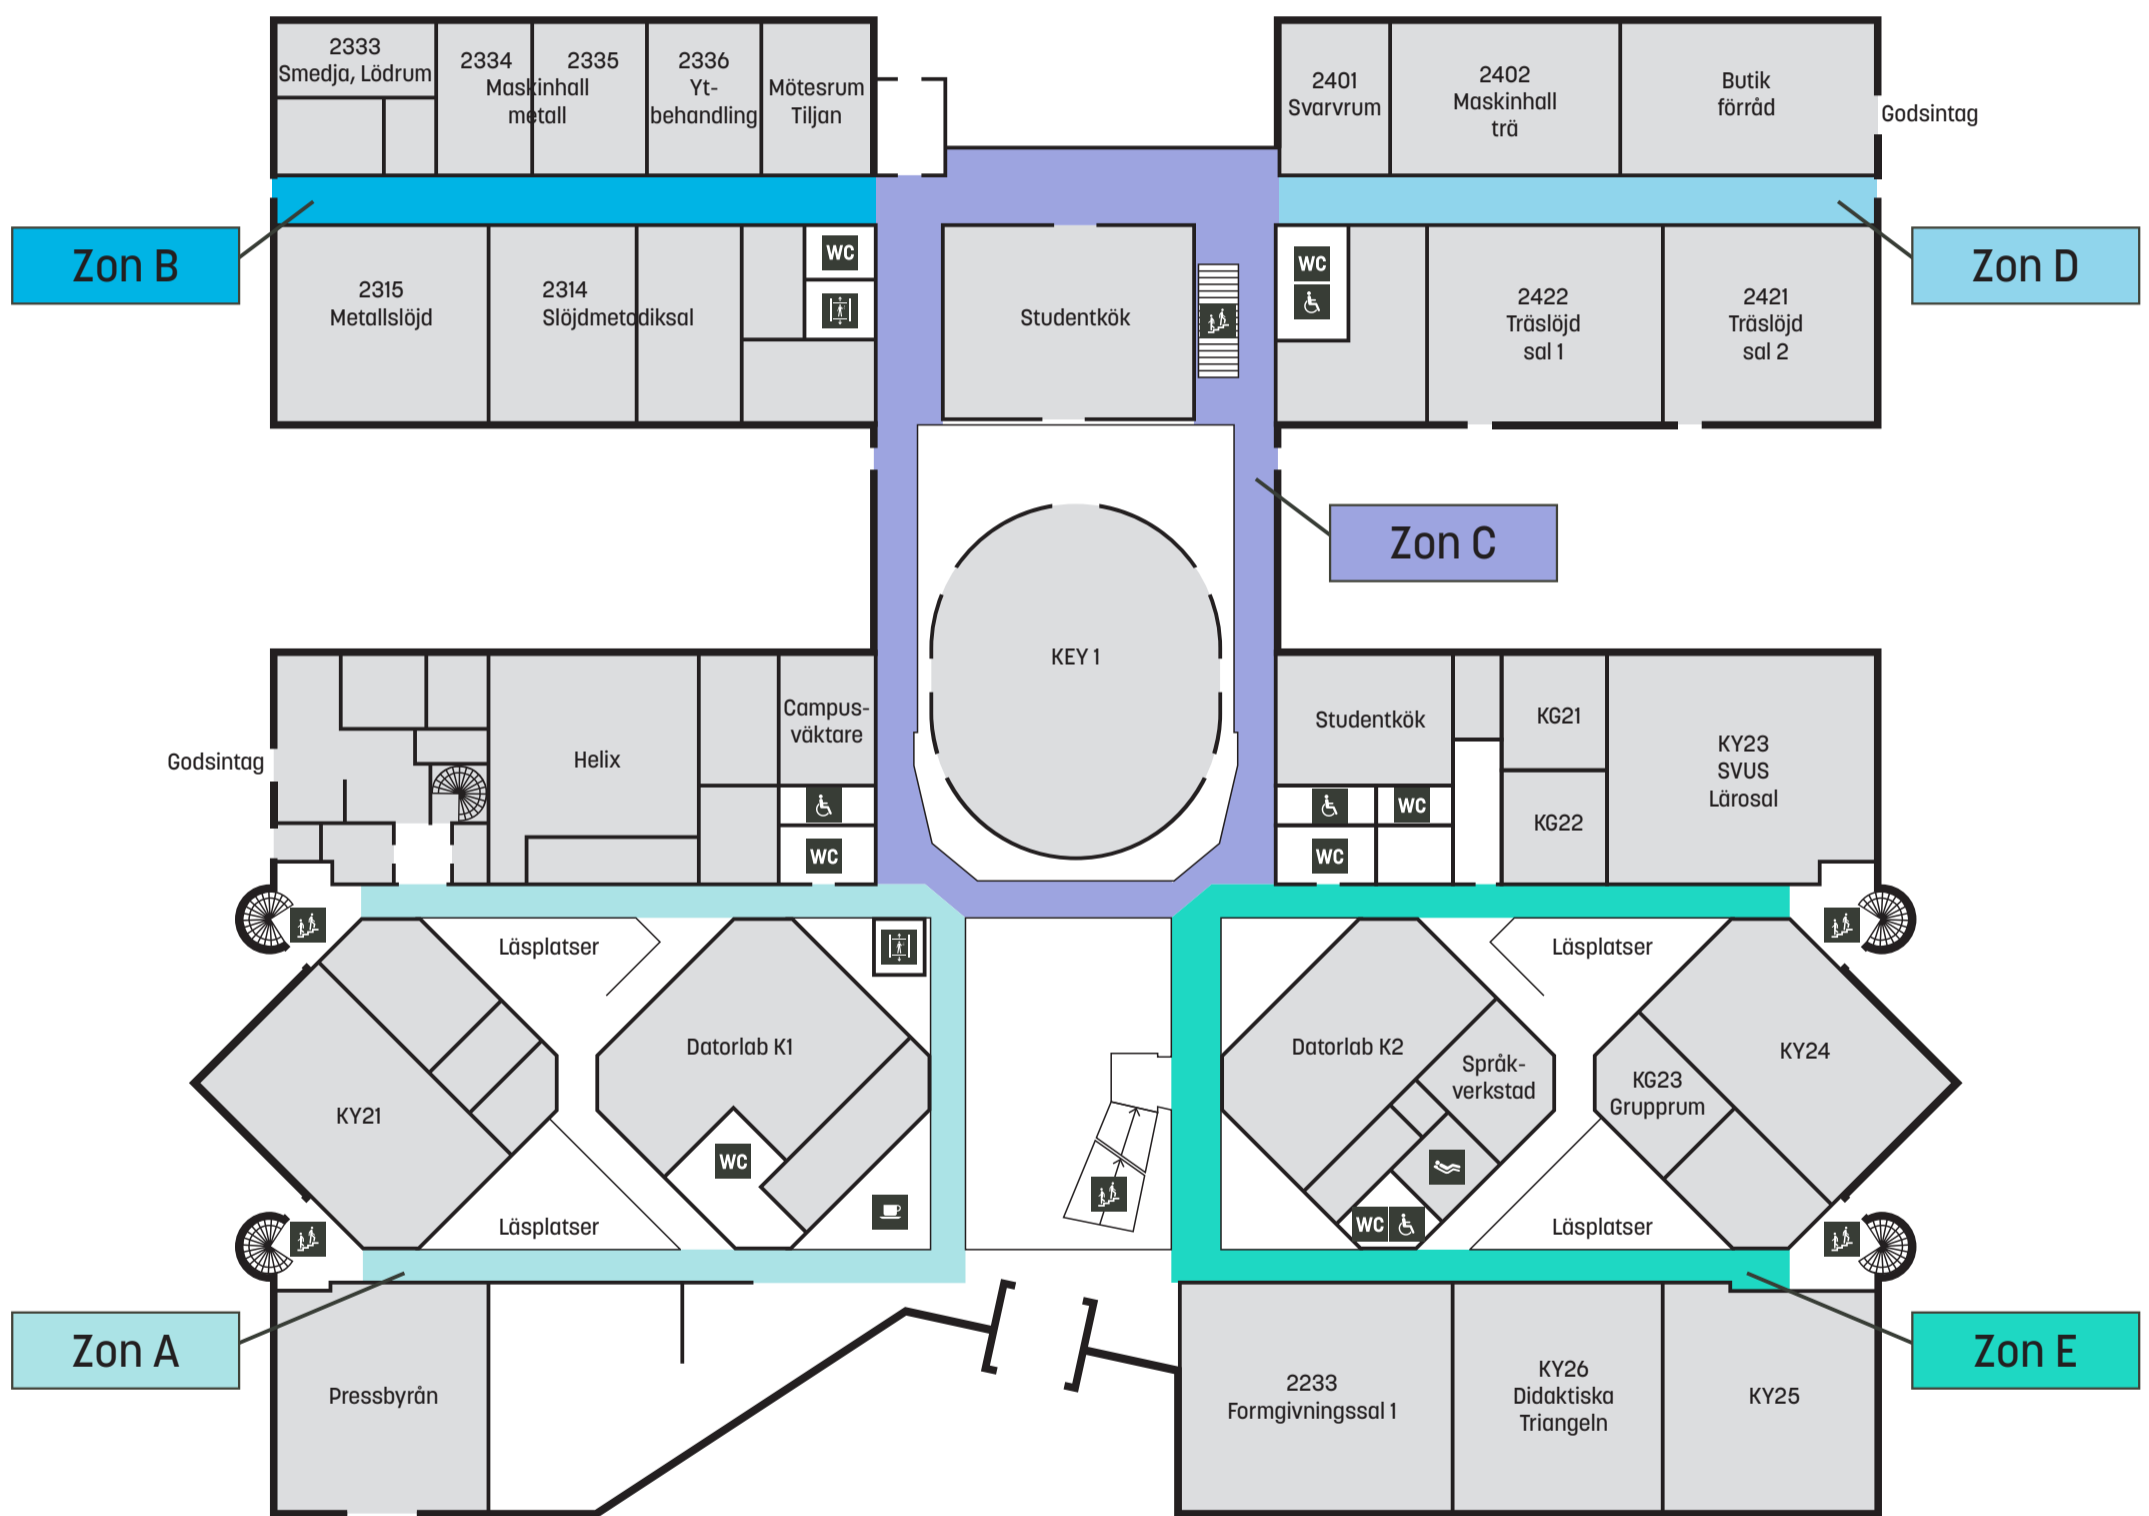 2333
Smedja, Lödrum
2334
2335
Maskinhall
metall
2336
Yt-
behandling
Mötesrum
Tiljan
2401
Svarvrum
2402
Maskinhall
trä
Butik
förråd
Godsintag
Zon B
Zon D
2315
Metallslöjd
2314
Slöjdmetodiksal
WC
Studentkök
WC
2422
Träslöjd
sal 1
2421
Träslöjd
sal 2
Zon C
KEY 1
Godsintag
Helix
Campus-
väktare
WC
Studentkök
WC
WC
KG21
KG22
KY23
SVUS
Lärosal
Läsplatser
Läsplatser
Datorlab K1
Datorlab K2
Språk-
verkstad
KG23
Grupprum
KY24
KY21
WC
WC
Läsplatser
Läsplatser
Zon A
Zon E
Pressbyrån
2233
Formgivningssal 1
KY26
Didaktiska
Triangeln
KY25